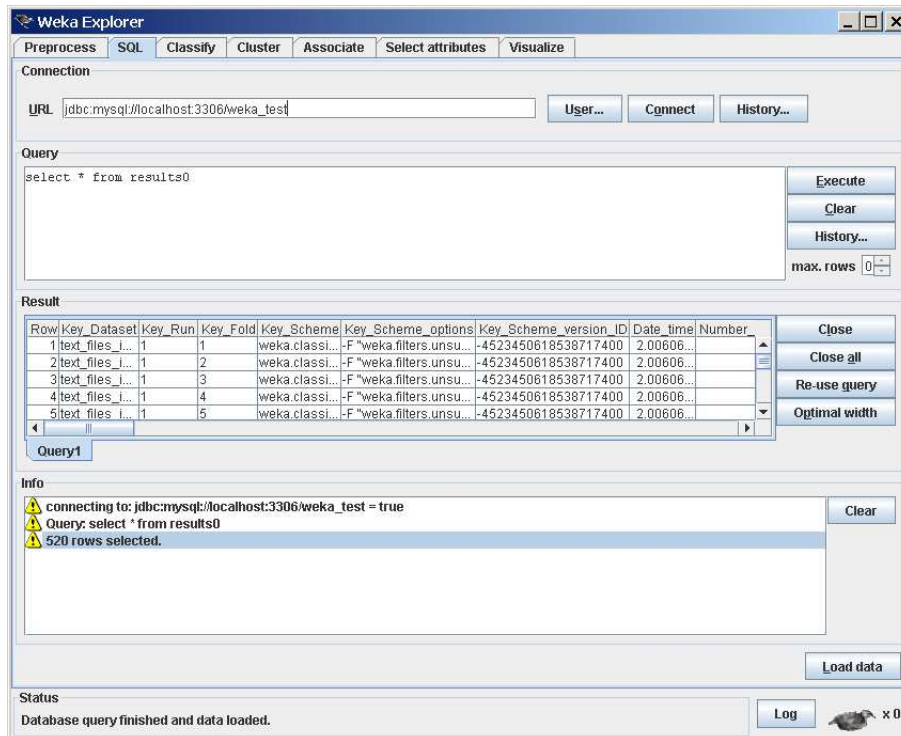 Weka Explorer
Preprocess SQL Classify Cluster Associate Select attributes Visualize
Connection
URL jdbc:mysql://localhost:3306/weka_test User... Connect History...
Query
select * from results0
Execute
Clear
History...
max. rows 0
Result
Row Key_Dataset Key_Run Key_Fold Key_Scheme Key_Scheme_options Key_Scheme_version_ID Date_time Number_
1 text_files_i... 1 1 weka.classi... -F "weka.filters.unsu... -4523450618538717400 2.00606...
2 text_files_i... 1 2 weka.classi... -F "weka.filters.unsu... -4523450618538717400 2.00606...
3 text_files_i... 1 3 weka.classi... -F "weka.filters.unsu... -4523450618538717400 2.00606...
4 text_files_i... 1 4 weka.classi... -F "weka.filters.unsu... -4523450618538717400 2.00606...
5 text_files_i... 1 5 weka.classi... -F "weka.filters.unsu... -4523450618538717400 2.00606...
Close
Close all
Re-use query
Optimal width
Query1
Info
connecting to: jdbc:mysql://localhost:3306/weka_test = true
Query: select * from results0
520 rows selected.
Clear
Load data
Status
Database query finished and data loaded.
Log x 0